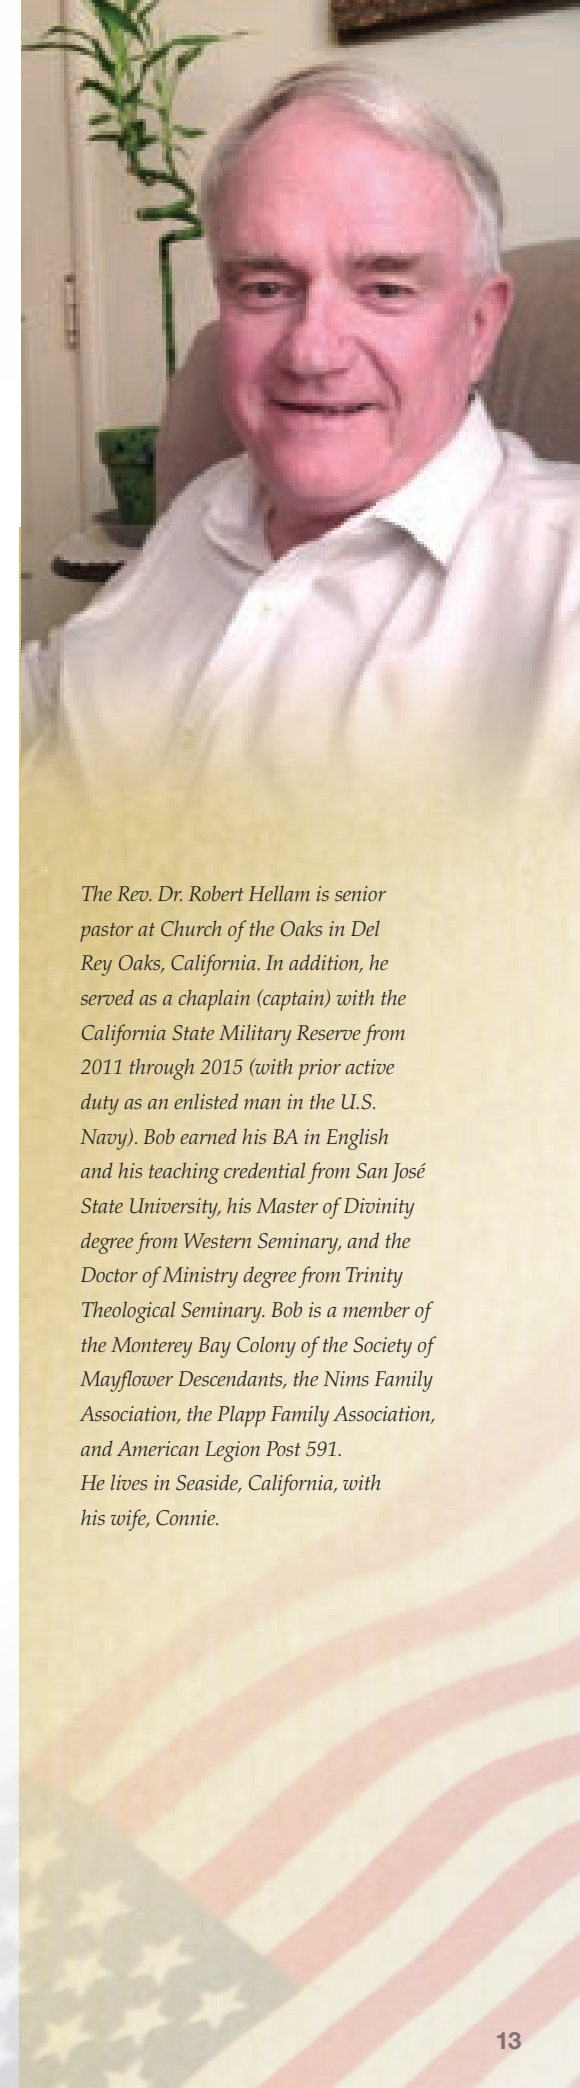 The Rev. Dr. Robert Hellam is senior
pastor at Church of the Oaks in Del
Rey Oaks, California. In addition, he
served as a chaplain (captain) with the
California State Military Reserve from
2011 through 2015 (with prior active
duty as an enlisted man in the U.S.
Navy). Bob earned his BA in English
and his teaching credential from San José
State University, his Master of Divinity
degree from Western Seminary, and the
Doctor of Ministry degree from Trinity
Theological Seminary. Bob is a member of
the Monterey Bay Colony of the Society of
Mayflower Descendants, the Nims Family
Association, the Plapp Family Association,
and American Legion Post 591.
He lives in Seaside, California, with
his wife, Connie.
13